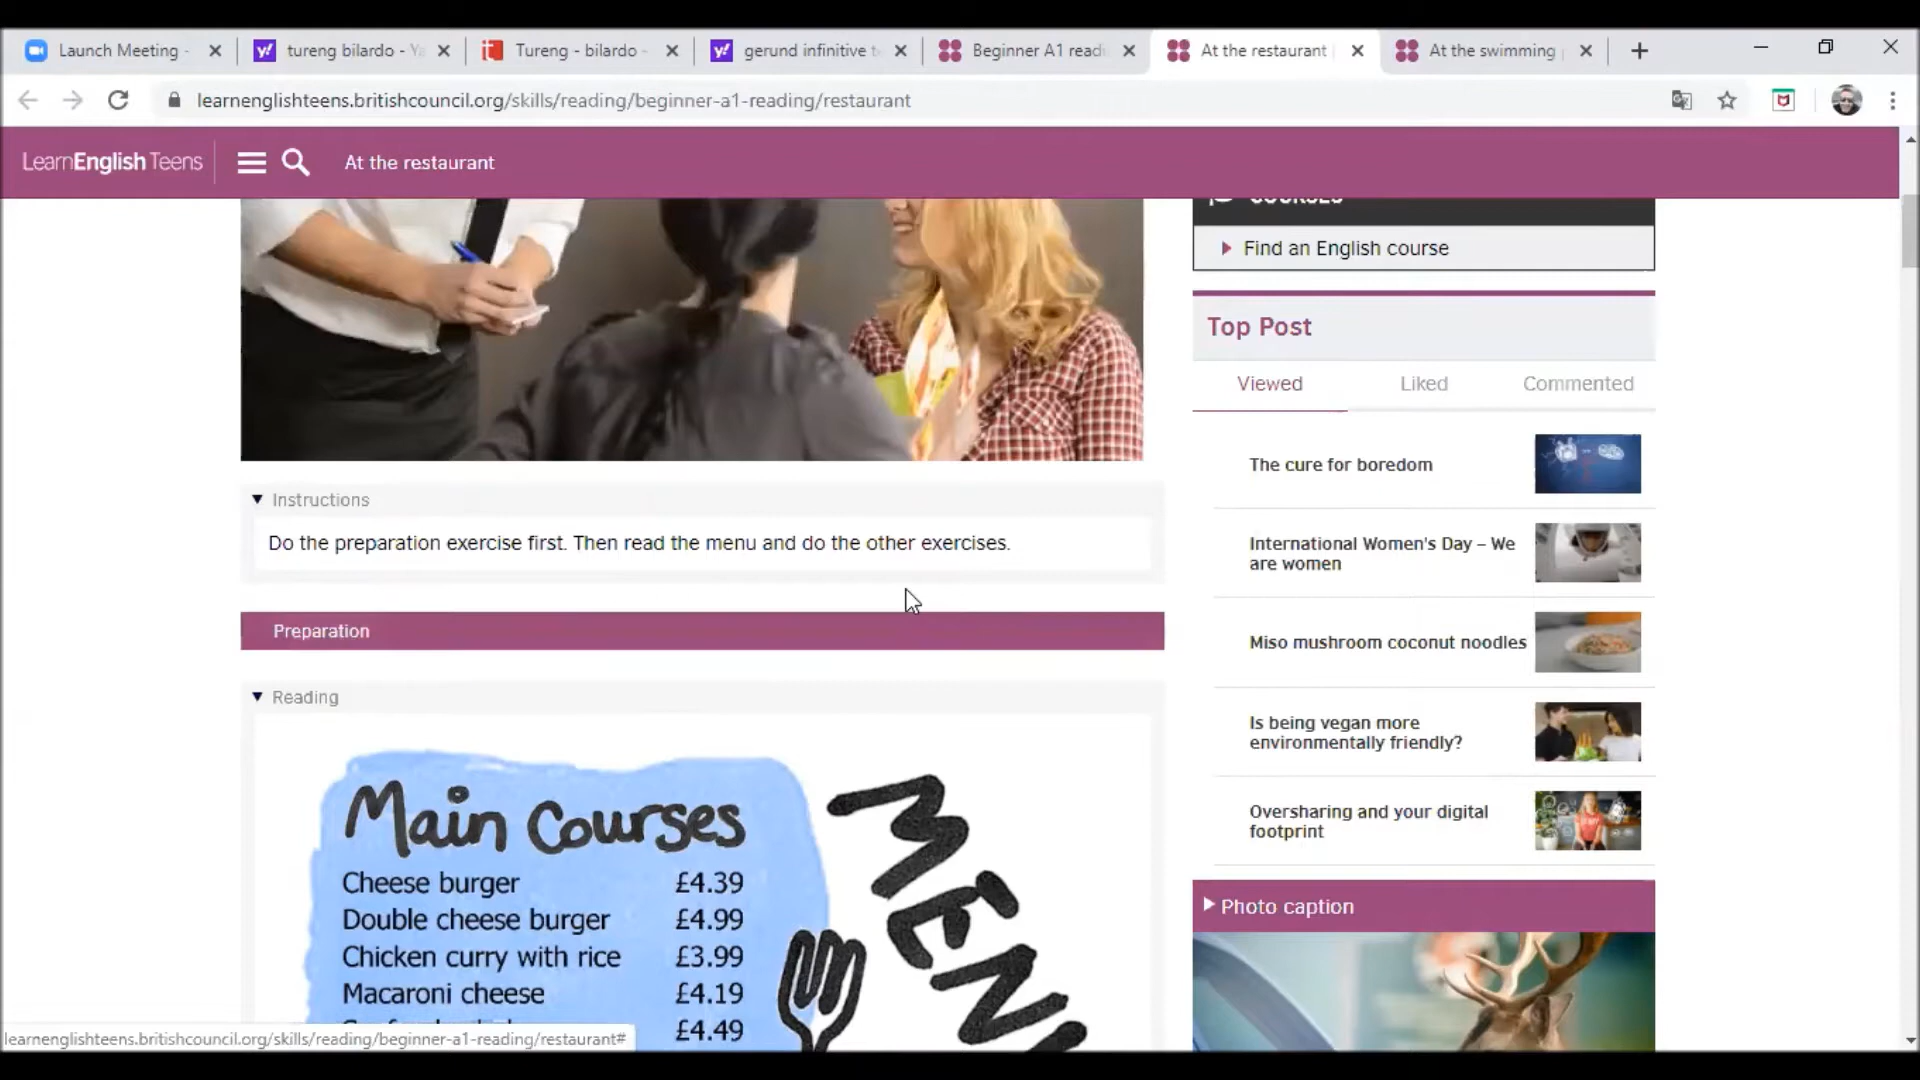 Launch Meeting -
tureng bilardo - Ya
Tureng - bilardo -
gerund infinitive t
Beginner A1 readi
At the restaurant
At the swimming
learnenglishteens.britishcouncil.org/skills/reading/beginner-a1-reading/restaurant
LearnEnglish Teens
At the restaurant
COURSES
Find an English course
Top Post
Viewed
Liked
Commented
The cure for boredom
International Women's Day – We
are women
Miso mushroom coconut noodles
Is being vegan more
environmentally friendly?
Oversharing and your digital
footprint
Photo caption
Instructions
Do the preparation exercise first. Then read the menu and do the other exercises.
Preparation
Reading
Main Courses
Cheese burger £4.39
Double cheese burger £4.99
Chicken curry with rice £3.99
Macaroni cheese £4.19
£4.49
MEN
learnenglishteens.britishcouncil.org/skills/reading/beginner-a1-reading/restaurant#